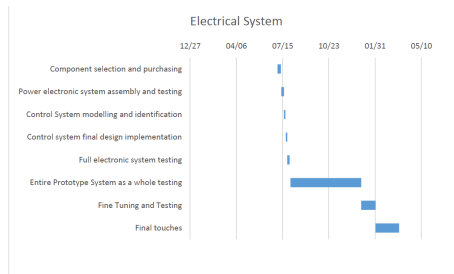 Electrical System
12/27 04/06 07/15 10/23 01/31 05/10
Component selection and purchasing
Power electronic system assembly and testing
Control System modelling and identification
Control system final design implementation
Full electronic system testing
Entire Prototype System as a whole testing
Fine Tuning and Testing
Final touches